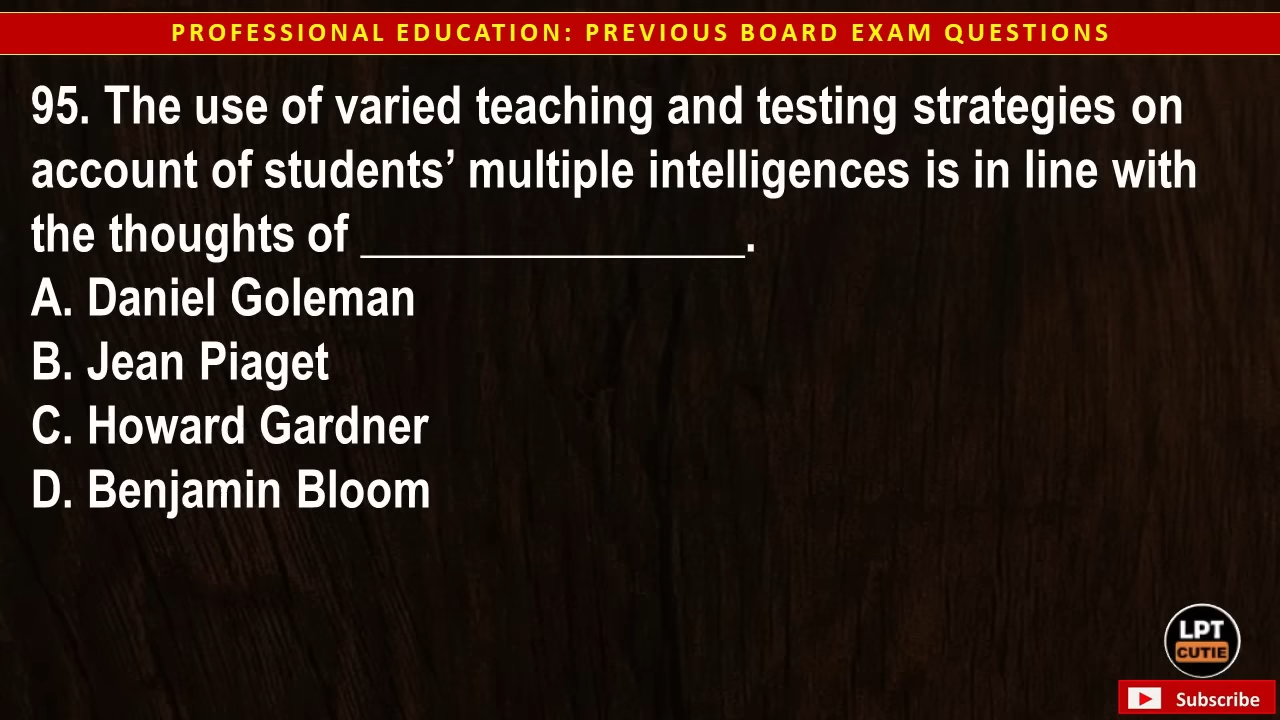 PROFESSIONAL EDUCATION: PREVIOUS BOARD EXAM QUESTIONS
95. The use of varied teaching and testing strategies on
account of students’ multiple intelligences is in line with
the thoughts of _________________.
A. Daniel Goleman
B. Jean Piaget
C. Howard Gardner
D. Benjamin Bloom
LPT
CUTIE
Subscribe